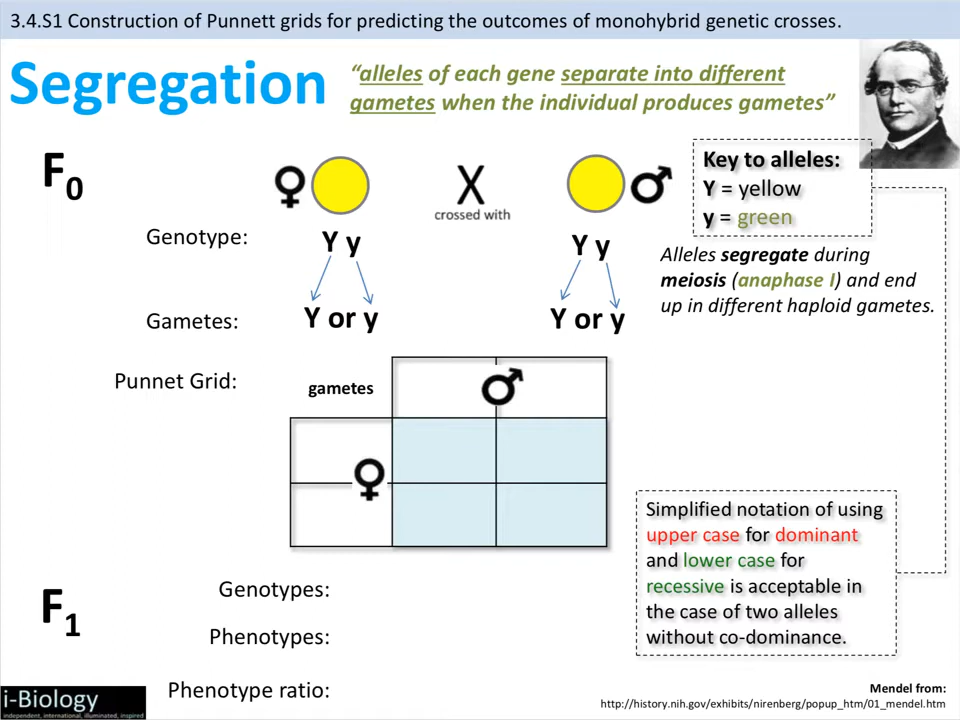 3.4.S1 Construction of Punnett grids for predicting the outcomes of monohybrid genetic crosses.
Segregation
“alleles of each gene separate into different
gametes when the individual produces gametes”
F0
crossed with
Key to alleles:
Y = yellow
y = green
Genotype:
Y y
Y y
Alleles segregate during
meiosis (anaphase I) and end
up in different haploid gametes.
Gametes:
Y or y
Y or y
Punnet Grid:
gametes
Simplified notation of using
upper case for dominant
and lower case for
recessive is acceptable in
the case of two alleles
without co-dominance.
F1
Genotypes:
Phenotypes:
Phenotype ratio:
i-Biology
independent, international, illuminated, inspired
Mendel from:
http://history.nih.gov/exhibits/nirenberg/popup_htm/01_mendel.htm